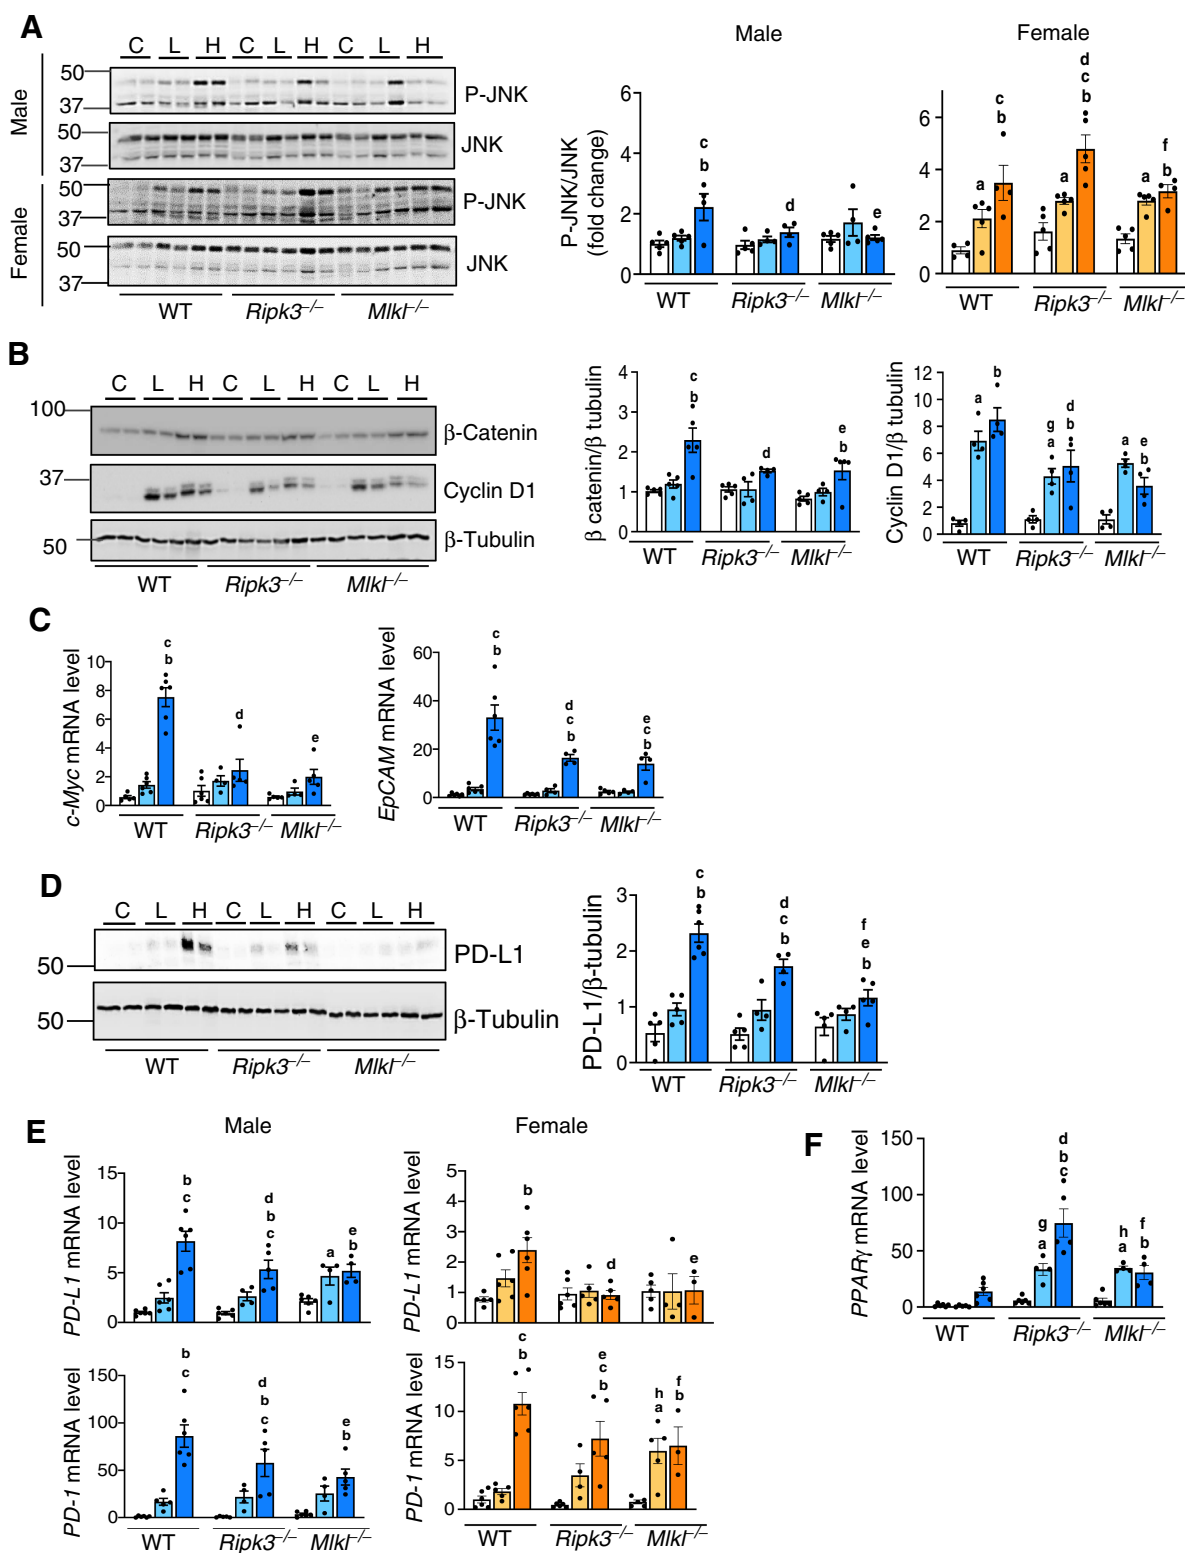 A
Male
Female
C L H C L H C L H
50
37
P-JNK
50
37
JNK
50
37
P-JNK
50
37
JNK
WT Ripk3–/– Mlkl–/–
Male
P-JNK/JNK
(fold change)
6
4
2
0
c
b
d
e
WT Ripk3–/– Mlkl–/–
Female
6
4
2
0
a
c
b
a
d
c
b
a
f
b
WT Ripk3–/– Mlkl–/–
B
C L H C L H C L H
100
β-Catenin
37
Cyclin D1
50
β-Tubulin
WT Ripk3–/– Mlkl–/–
β catenin/β tubulin
4
3
2
1
0
c
b
d
e
b
WT Ripk3–/– Mlkl–/–
Cyclin D1/β tubulin
12
10
8
6
4
2
0
a
b
g
a
d
b
a
e
b
WT Ripk3–/– Mlkl–/–
C
c-Myc mRNA level
10
8
6
4
2
0
c
b
d
e
WT Ripk3–/– Mlkl–/–
EpCAM mRNA level
60
40
20
0
c
b
d
c
b
e
c
b
WT Ripk3–/– Mlkl–/–
D
C L H C L H C L H
50
PD-L1
50
β-Tubulin
WT Ripk3–/– Mlkl–/–
PD-L1/β-tubulin
3
2
1
0
c
b
d
c
b
f
e
b
WT Ripk3–/– Mlkl–/–
E
Male
PD-L1 mRNA level
15
10
5
0
b
c
d
b
c
a
e
b
Female
PD-L1 mRNA level
5
4
3
2
1
0
b
d
e
PD-1 mRNA level
150
100
50
0
b
c
d
b
c
e
b
WT Ripk3–/– Mlkl–/–
PD-1 mRNA level
15
10
5
0
c
b
e
c
b
h
a
f
b
WT Ripk3–/– Mlkl–/–
F
PPARγ mRNA level
150
100
50
0
g
a
d
b
c
h
a
f
b
WT Ripk3–/– Mlkl–/–